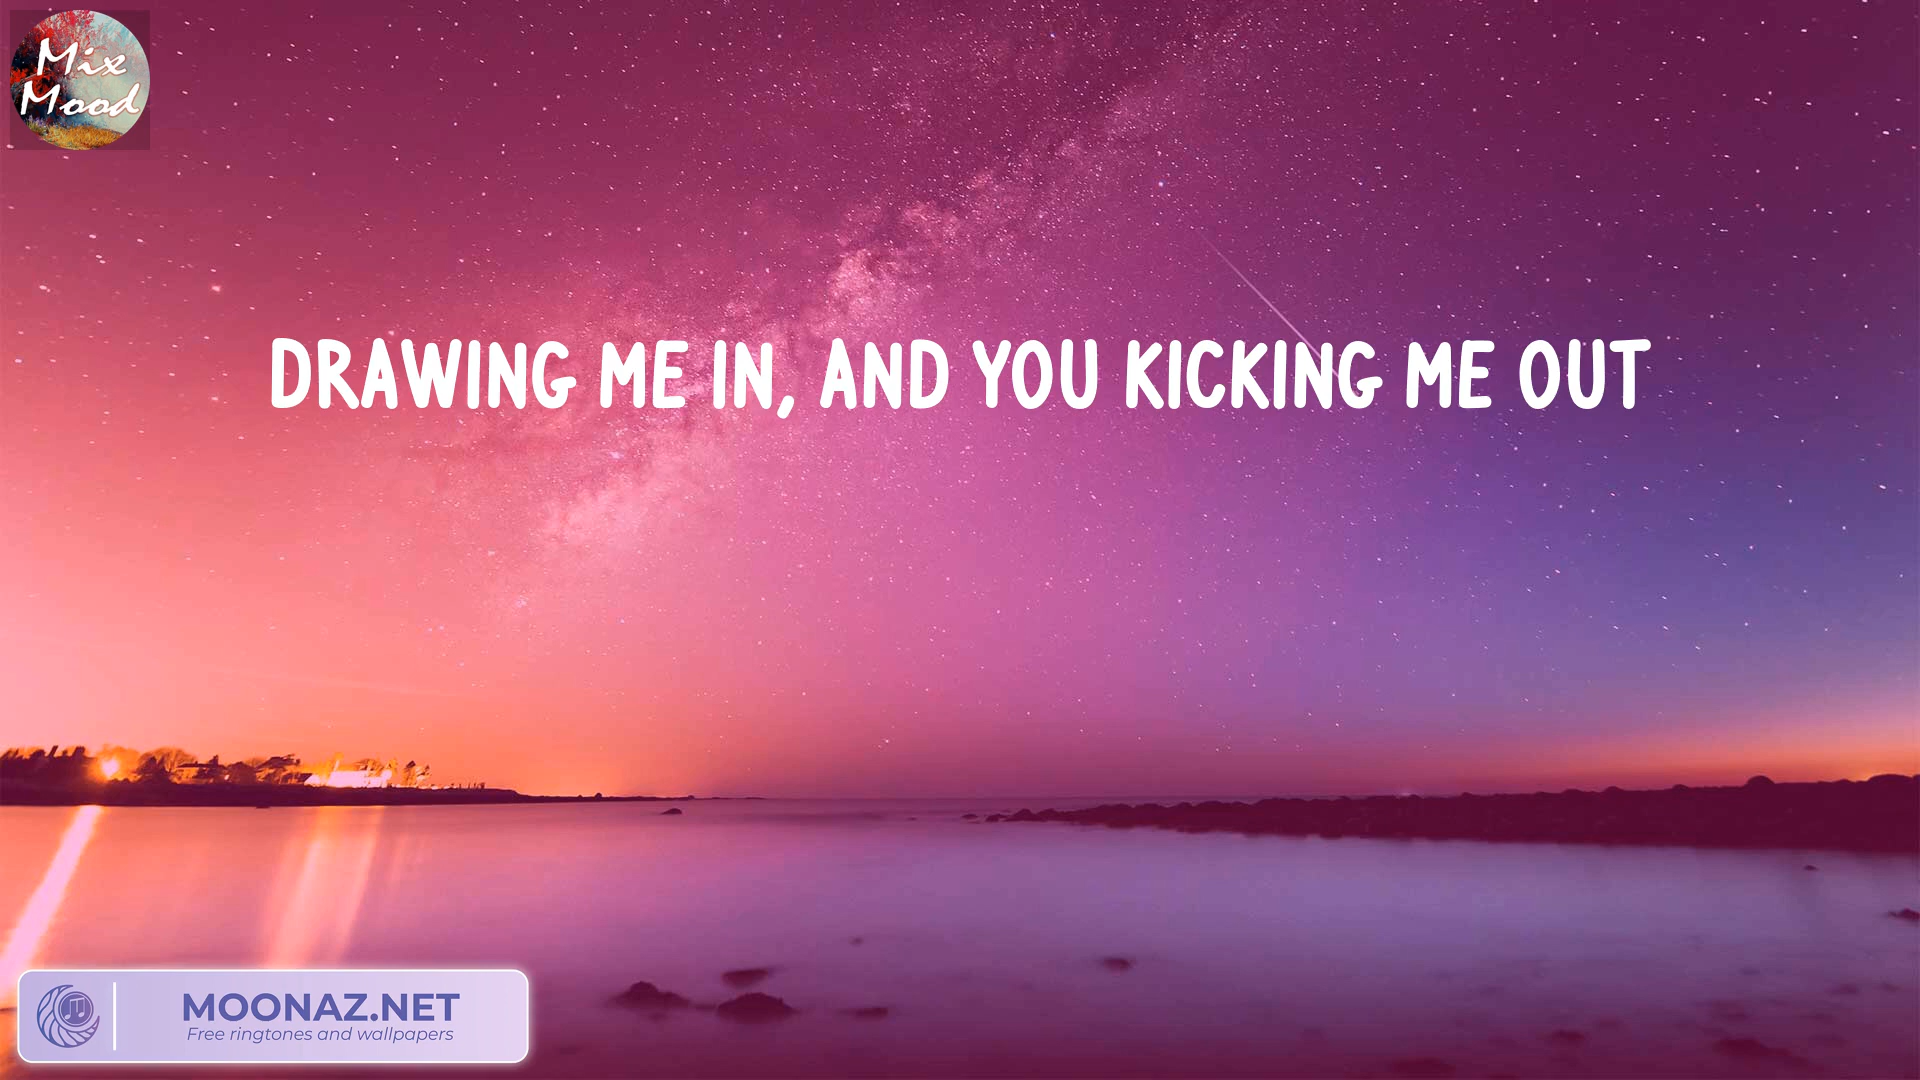 Mix
Mood
DRAWING ME IN, AND YOU KICKING ME OUT
MOONAZ.NET
Free ringtones and wallpapers